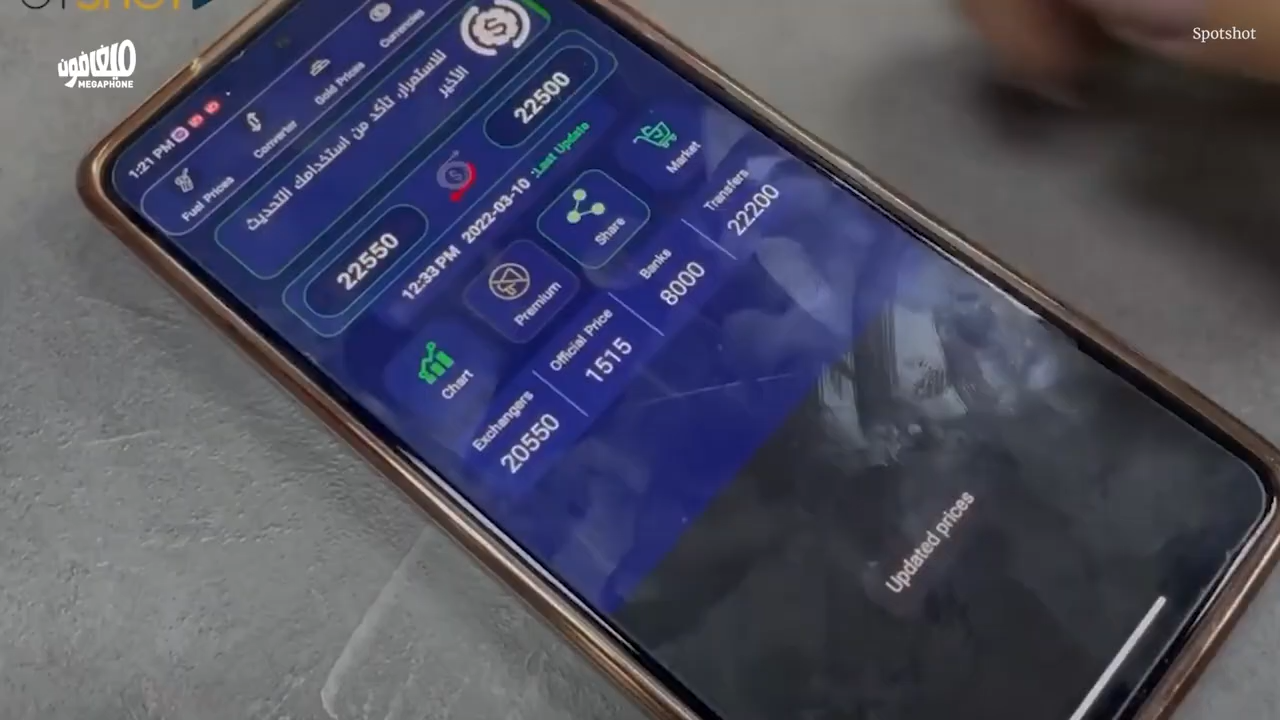 Spotshot
ميغافون
MEGAPHONE
1:21 PM
Fuel Prices
Converter
Gold Prices
Currencies
للاستمرار، تأكد من استخدامك التحديث
الأخير
22550
22500
12:33 PM 2022-03-10 :Last Update
Chart
Premium
Share
Market
Exchangers
Official Price
Banks
Transfers
20550
1515
8000
22200
Updated prices